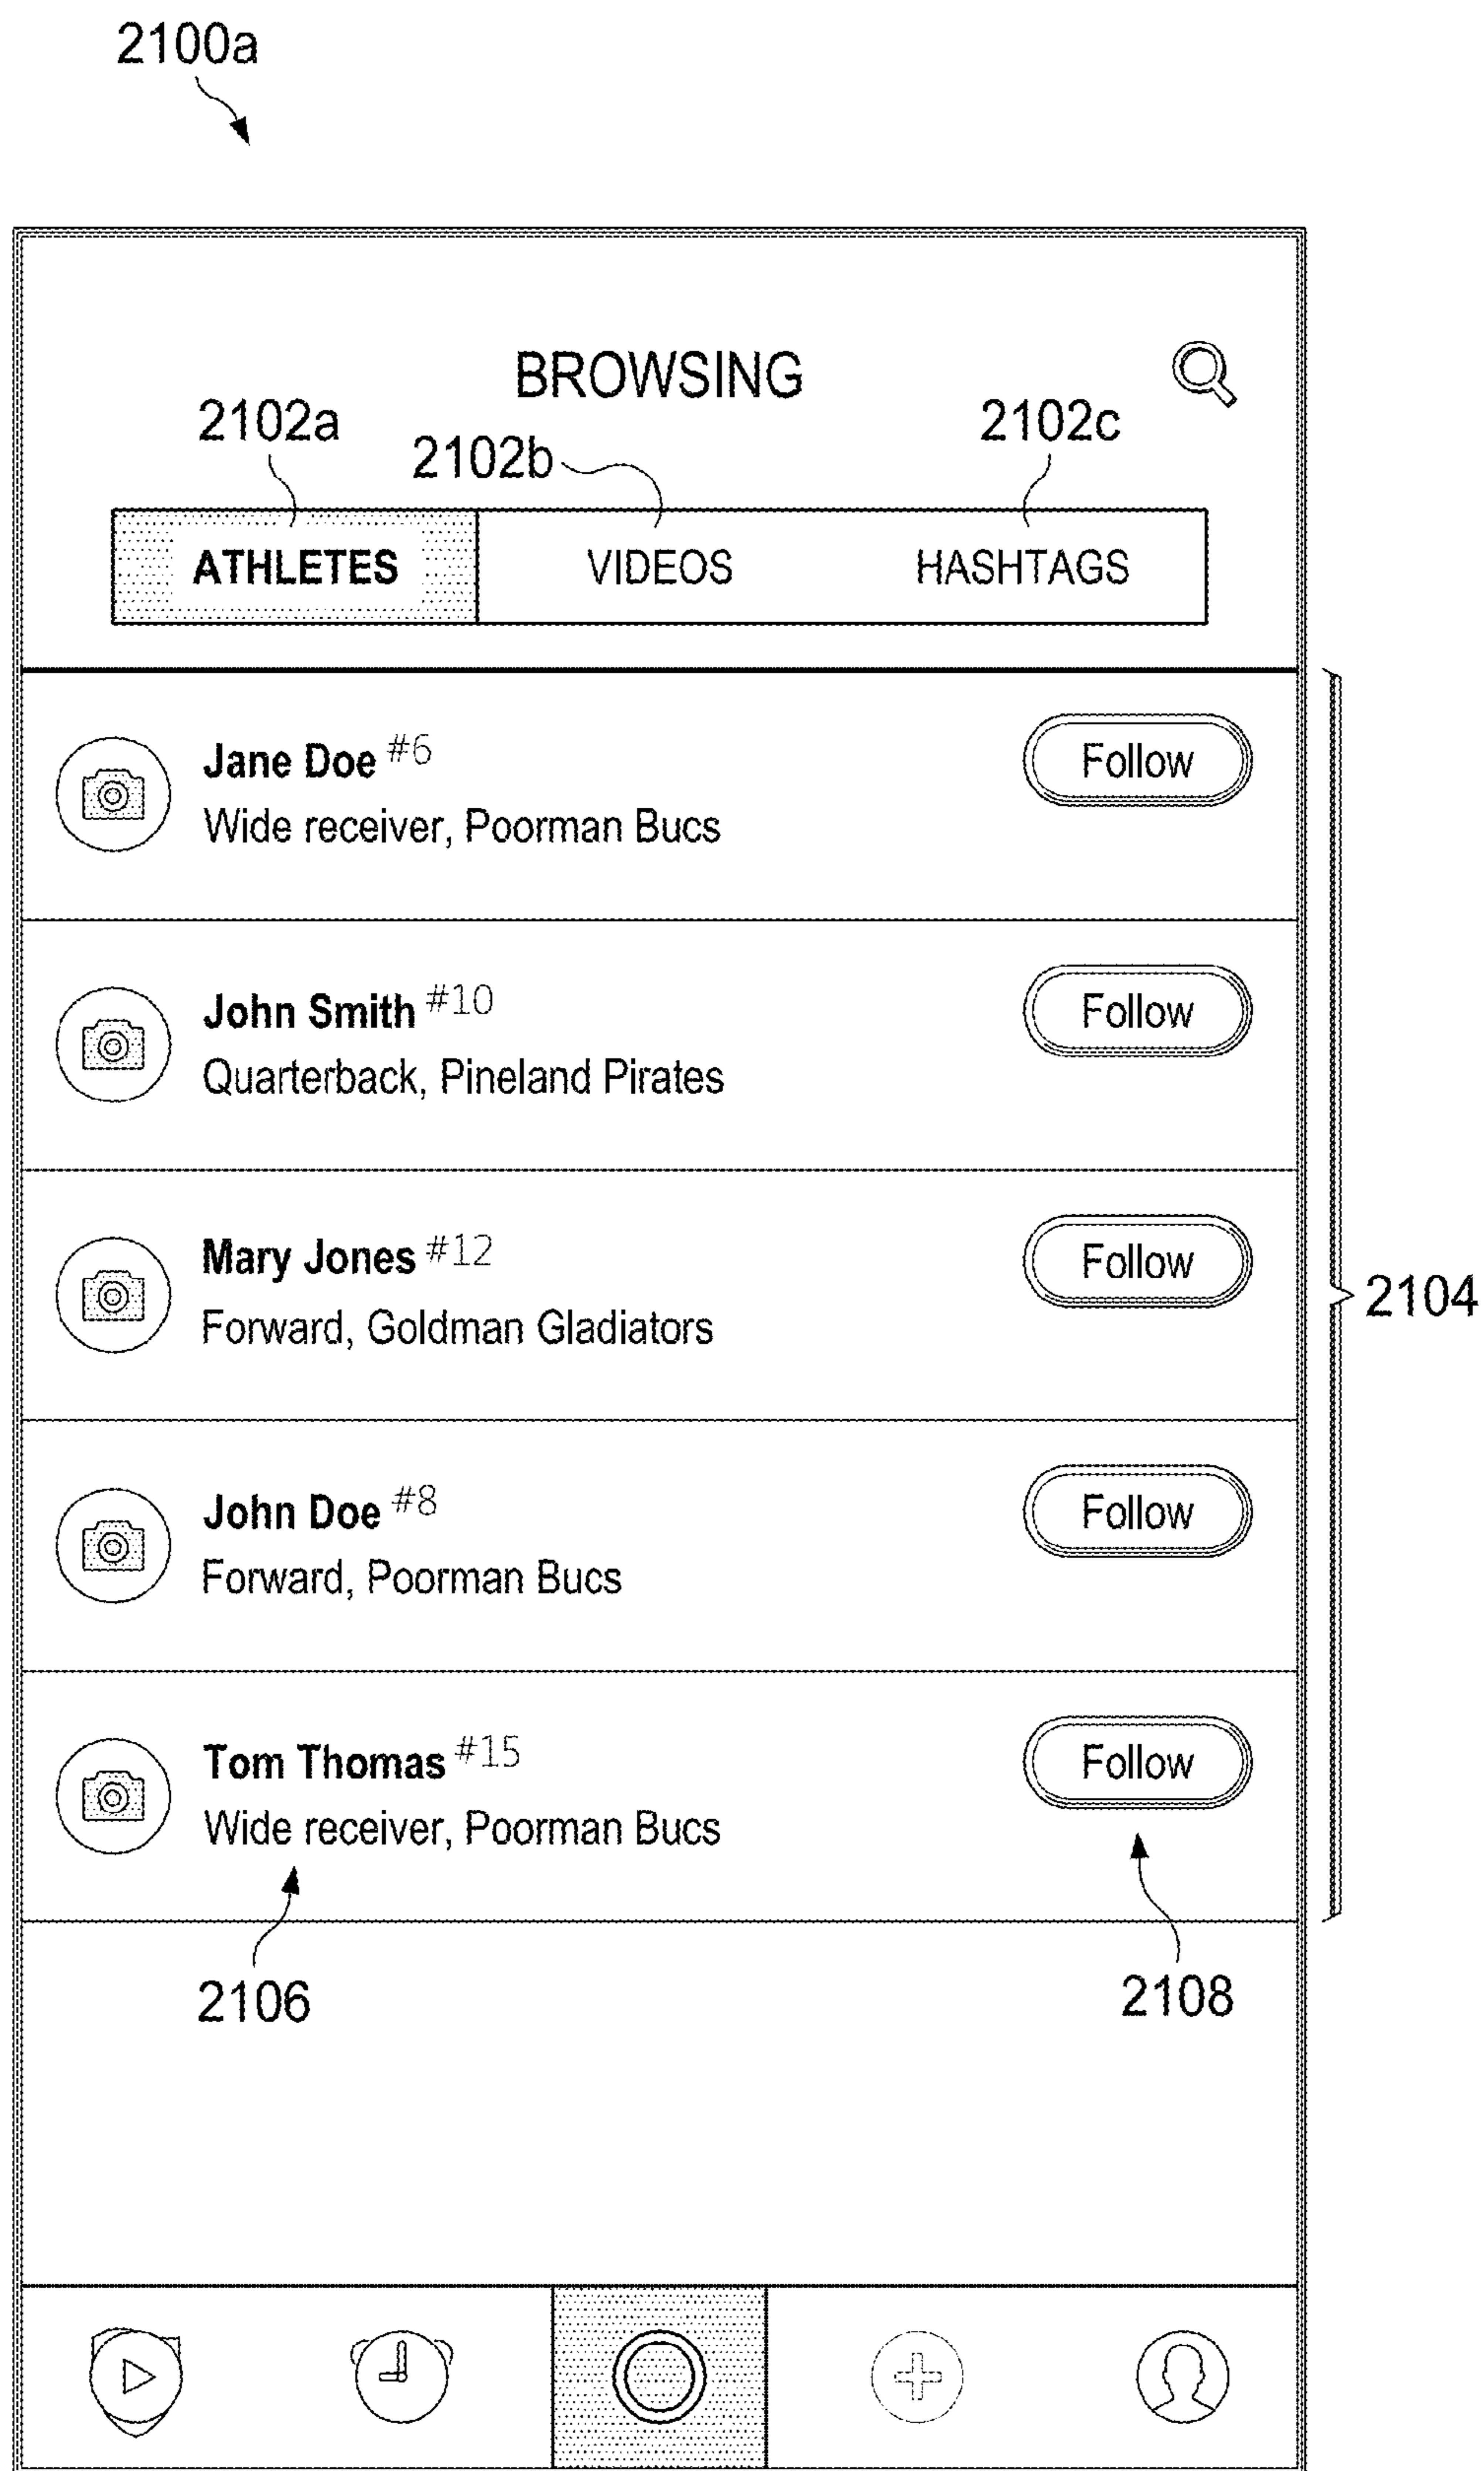 2100a
BROWSING
2102a
2102b
2102c
ATHLETES VIDEOS HASHTAGS
Jane Doe #6
Follow
Wide receiver, Poorman Bucs
John Smith #10
Follow
Quarterback, Pineland Pirates
Mary Jones #12
Follow
Forward, Goldman Gladiators
2104
John Doe #8
Follow
Forward, Poorman Bucs
Tom Thomas #15
Follow
Wide receiver, Poorman Bucs
2106
2108